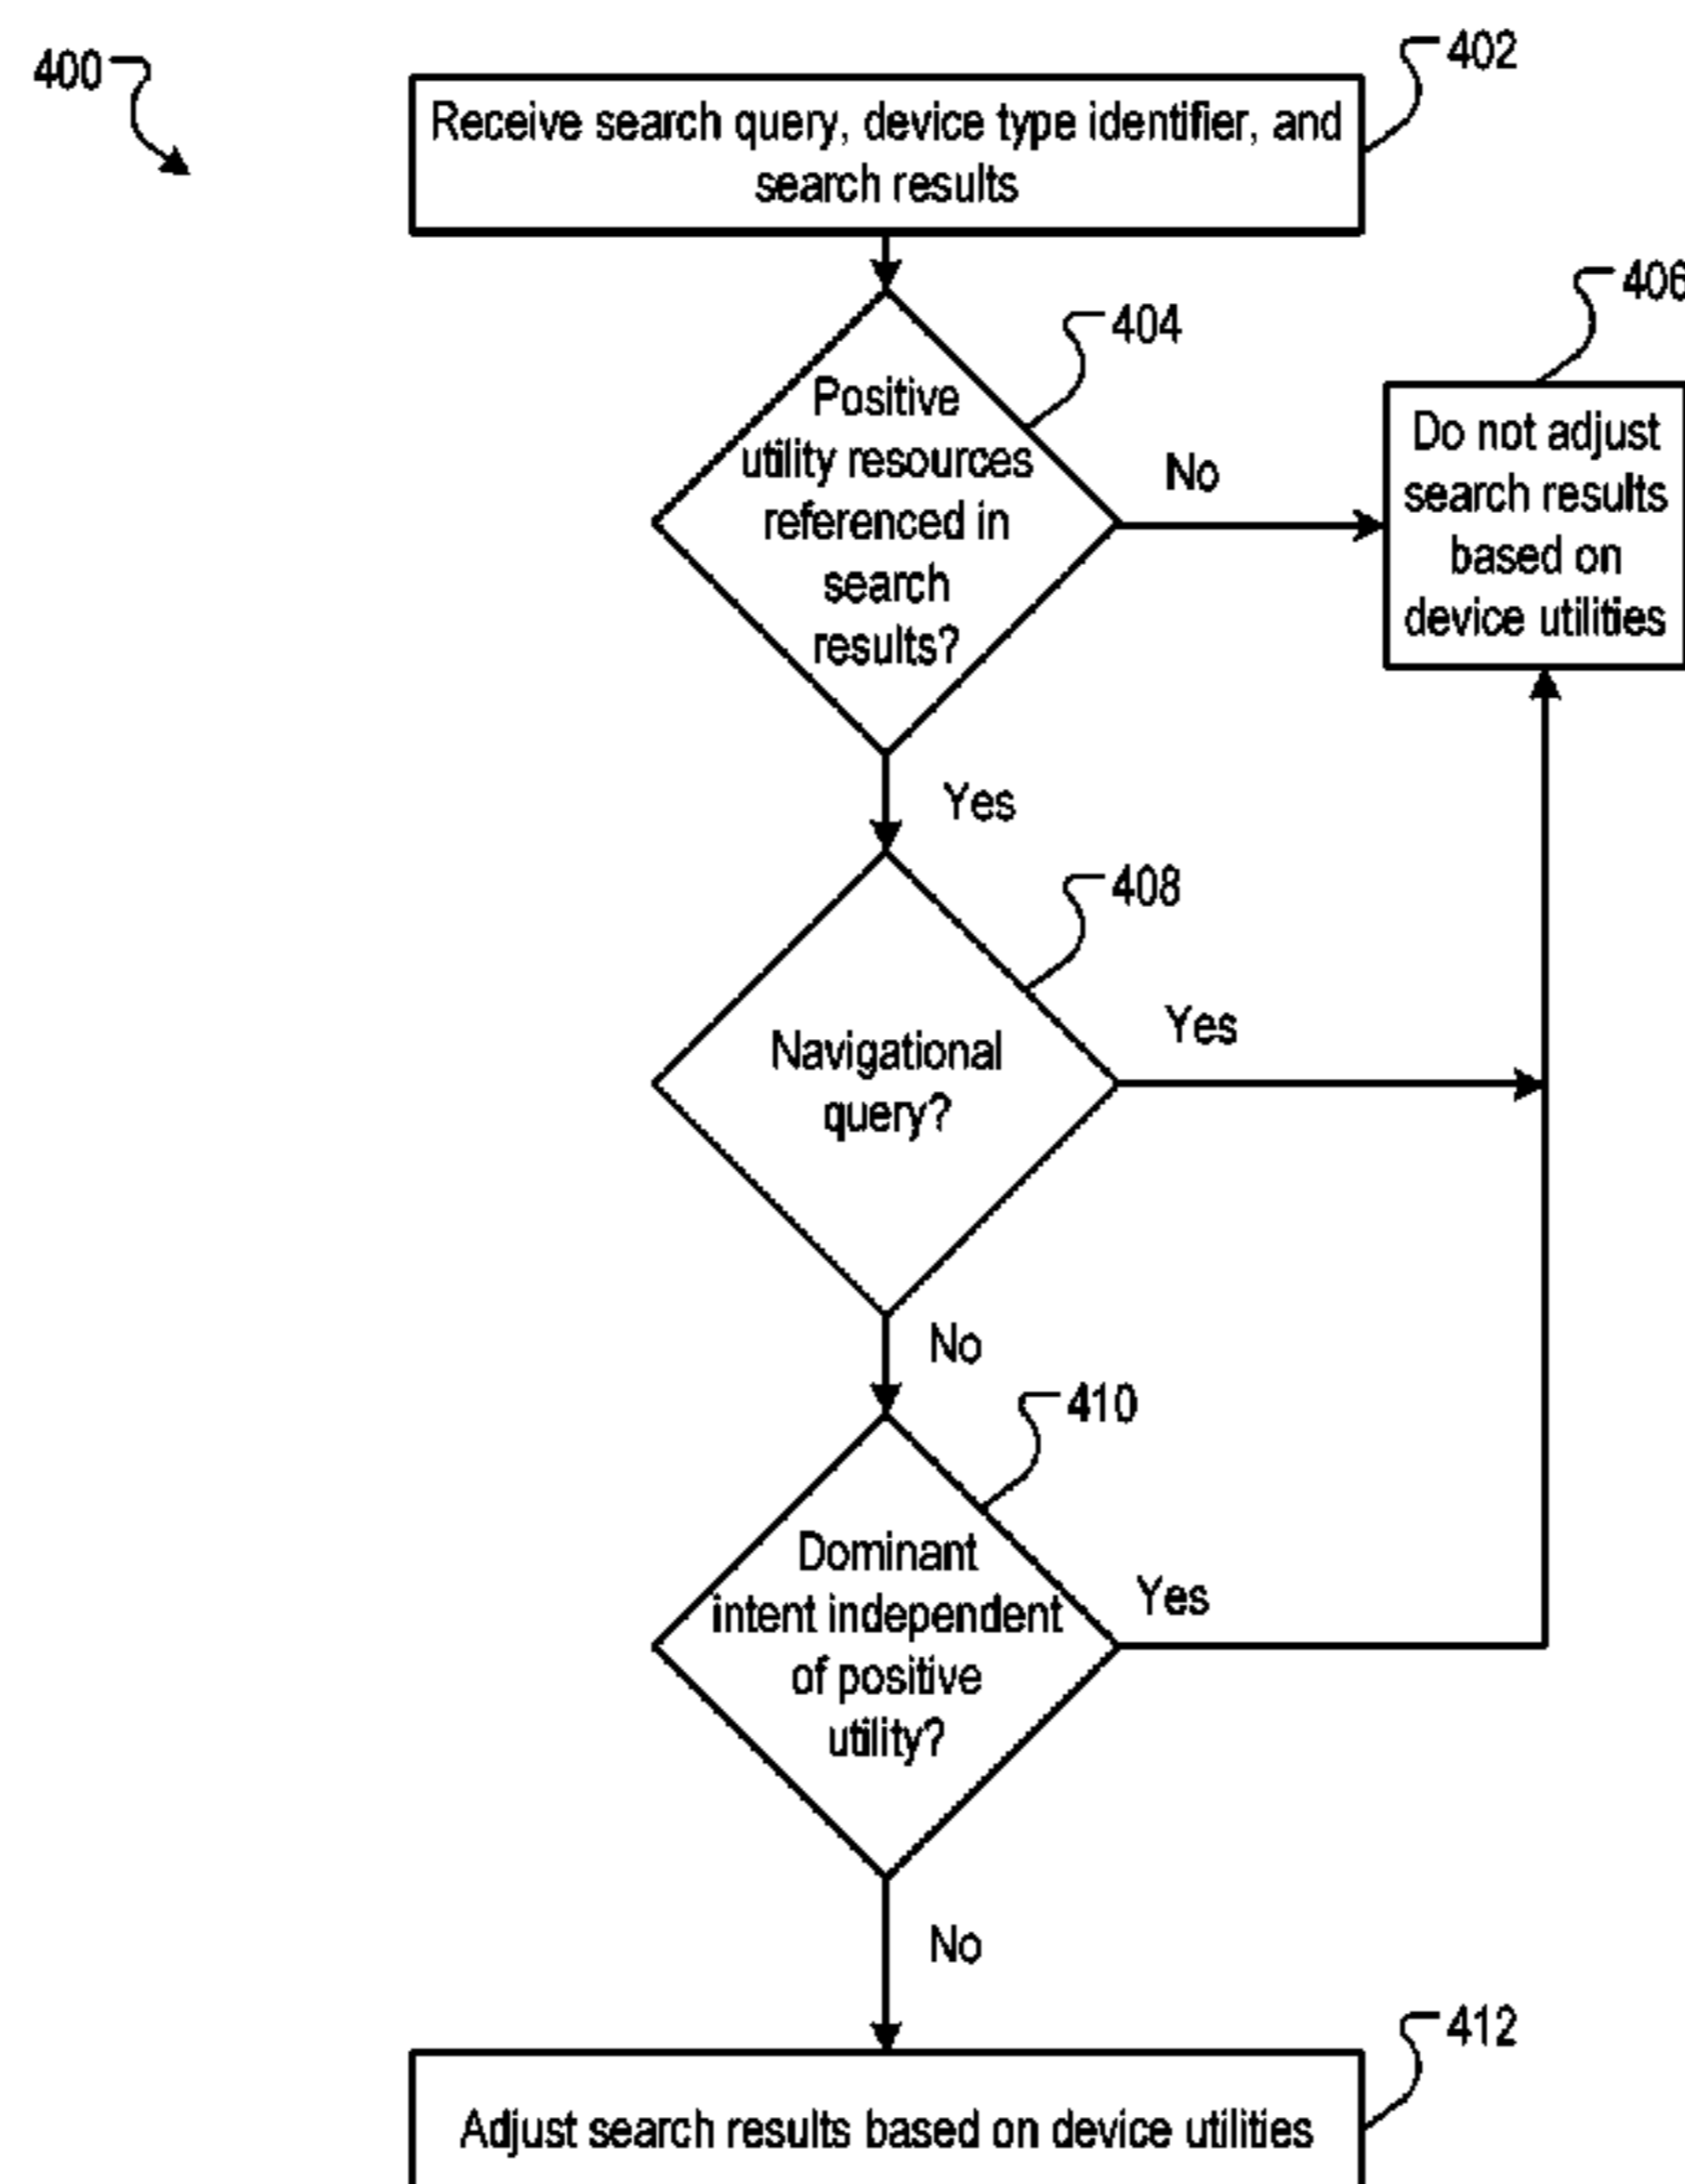 400
402
Receive search query, device type identifier, and
search results
404
Positive
utility resources
referenced in
search
results?
No
406
Do not adjust
search results
based on
device utilities
Yes
408
Navigational
query?
Yes
No
410
Dominant
intent independent
of positive
utility?
Yes
No
412
Adjust search results based on device utilities